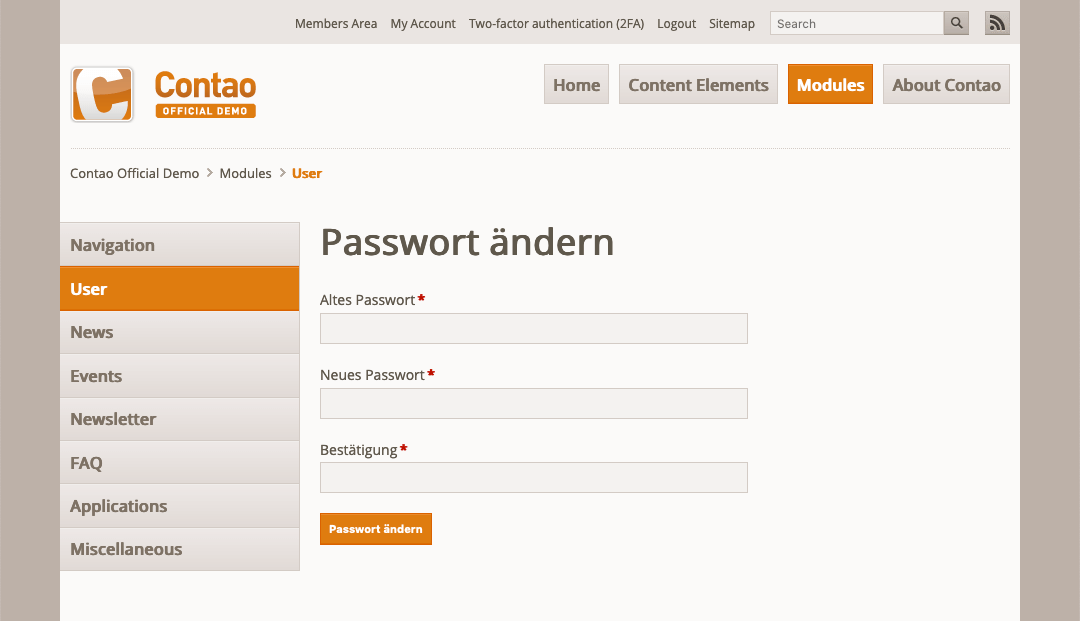 Members Area My Account Two-factor authentication (2FA) Logout Sitemap Search
Contao
OFFICIAL DEMO
Home Content Elements Modules About Contao
Contao Official Demo > Modules > User
Navigation
User
News
Events
Newsletter
FAQ
Applications
Miscellaneous
Passwort ändern
Altes Passwort*
Neues Passwort*
Bestätigung*
Passwort ändern